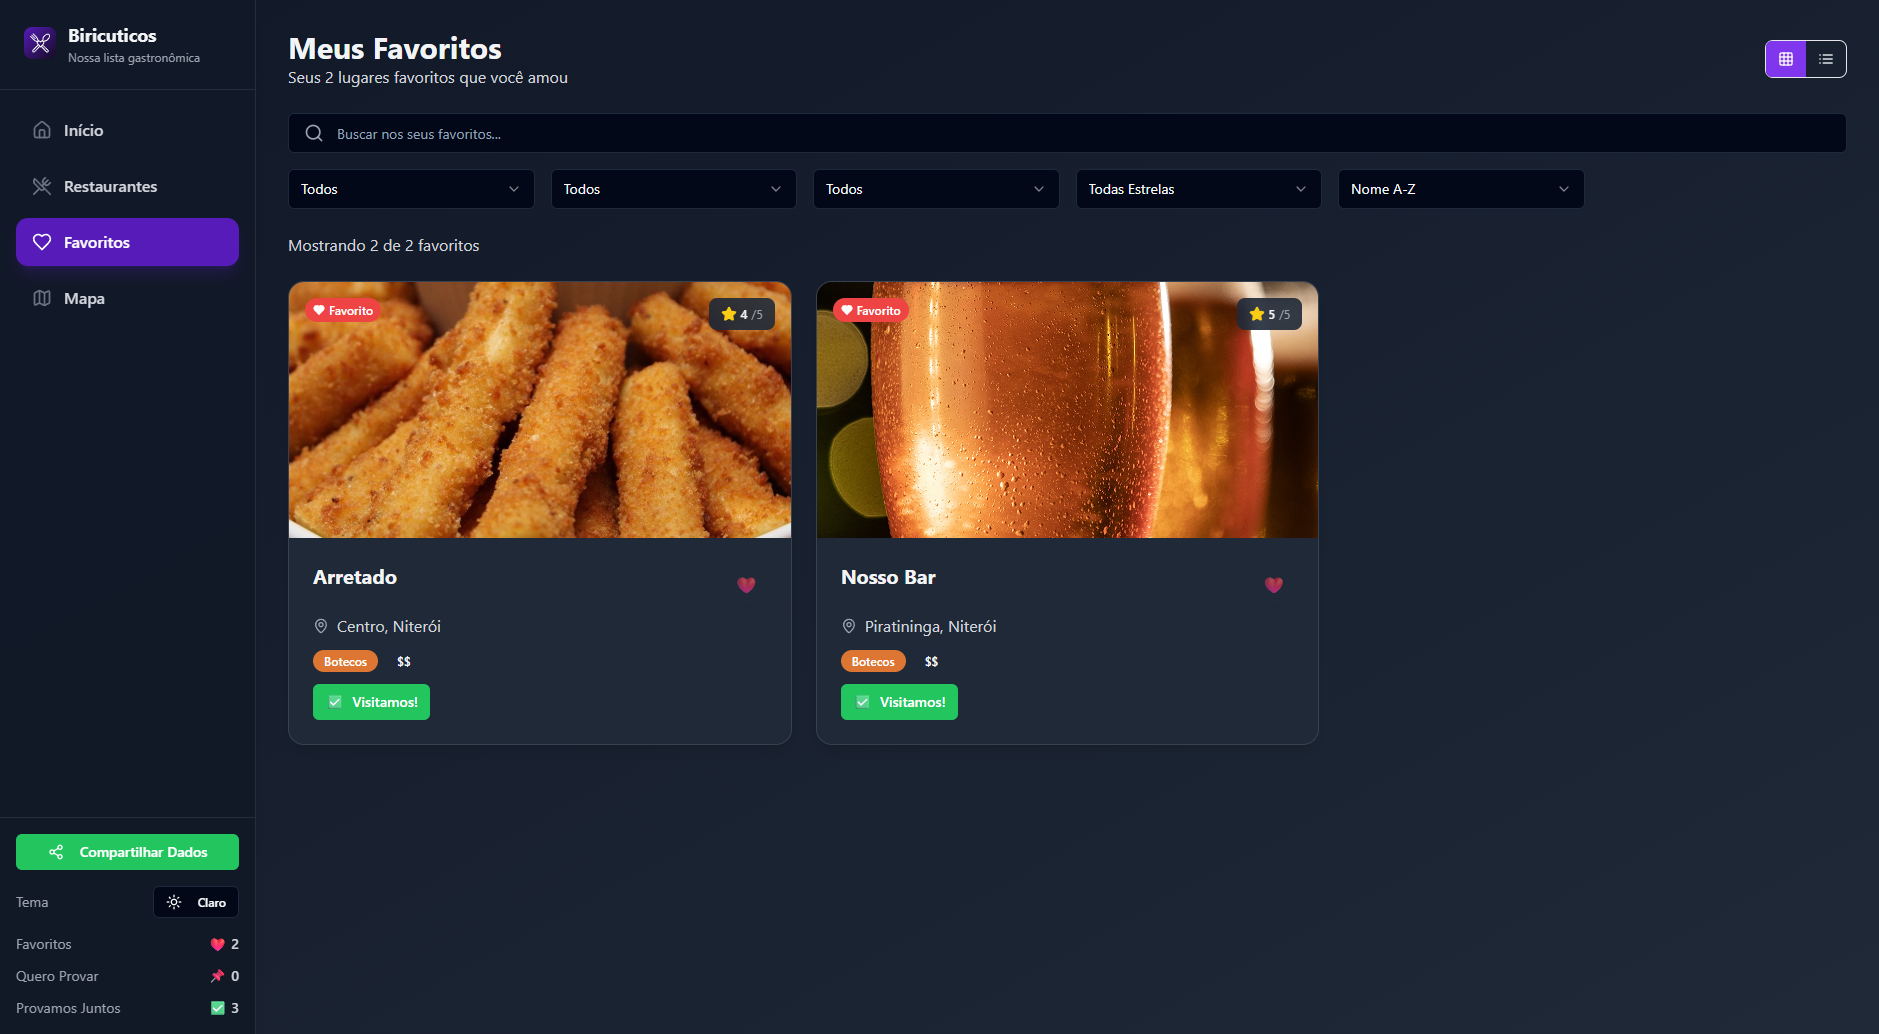 Biricuticos
Nossa lista gastronômica
Início
Restaurantes
Favoritos
Mapa
Compartilhar Dados
Tema
Claro
Favoritos
2
Quero Provar
0
Provamos Juntos
3
Meus Favoritos
Seus 2 lugares favoritos que você amou
Buscar nos seus favoritos...
Todos
Todos
Todos
Todas Estrelas
Nome A-Z
Mostrando 2 de 2 favoritos
Favorito
4 /5
Arretado
Centro, Niterói
Botecos
$$
Visitamos!
Favorito
5 /5
Nosso Bar
Piratininga, Niterói
Botecos
$$
Visitamos!